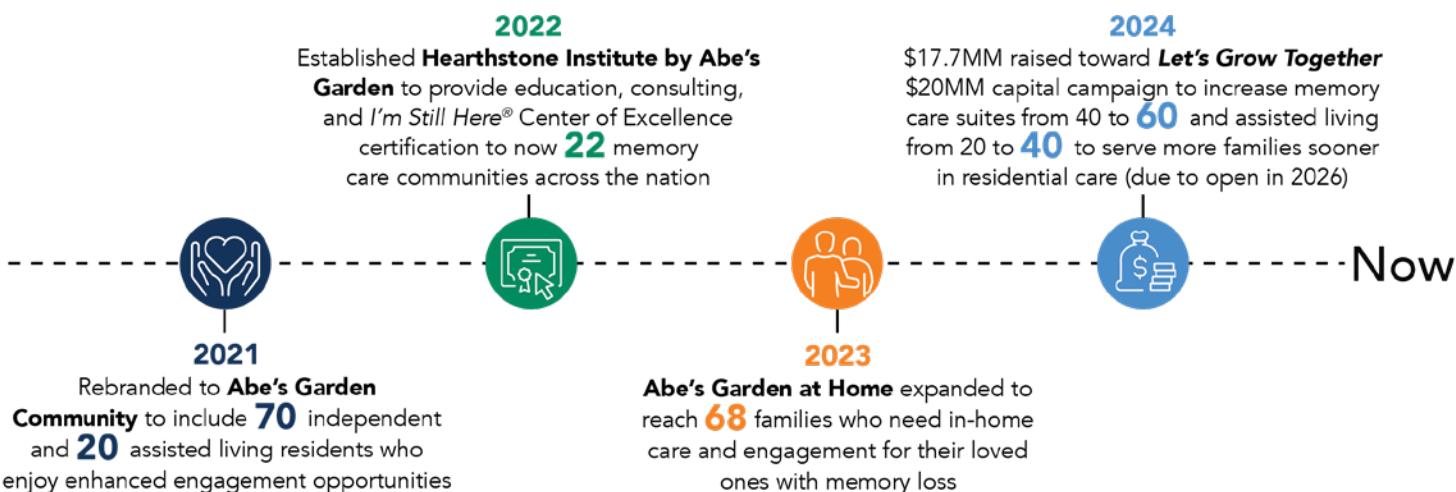 2022
Established Hearthstone Institute by Abe's
Garden to provide education, consulting,
and I'm Still Here® Center of Excellence
certification to now 22 memory
care communities across the nation
2024
$17.7MM raised toward Let's Grow Together
$20MM capital campaign to increase memory
care suites from 40 to 60 and assisted living
from 20 to 40 to serve more families sooner
in residential care (due to open in 2026)
$
Now
2021
Rebranded to Abe's Garden
Community to include 70 independent
and 20 assisted living residents who
enjoy enhanced engagement opportunities
2023
Abe's Garden at Home expanded to
reach 68 families who need in-home
care and engagement for their loved
ones with memory loss